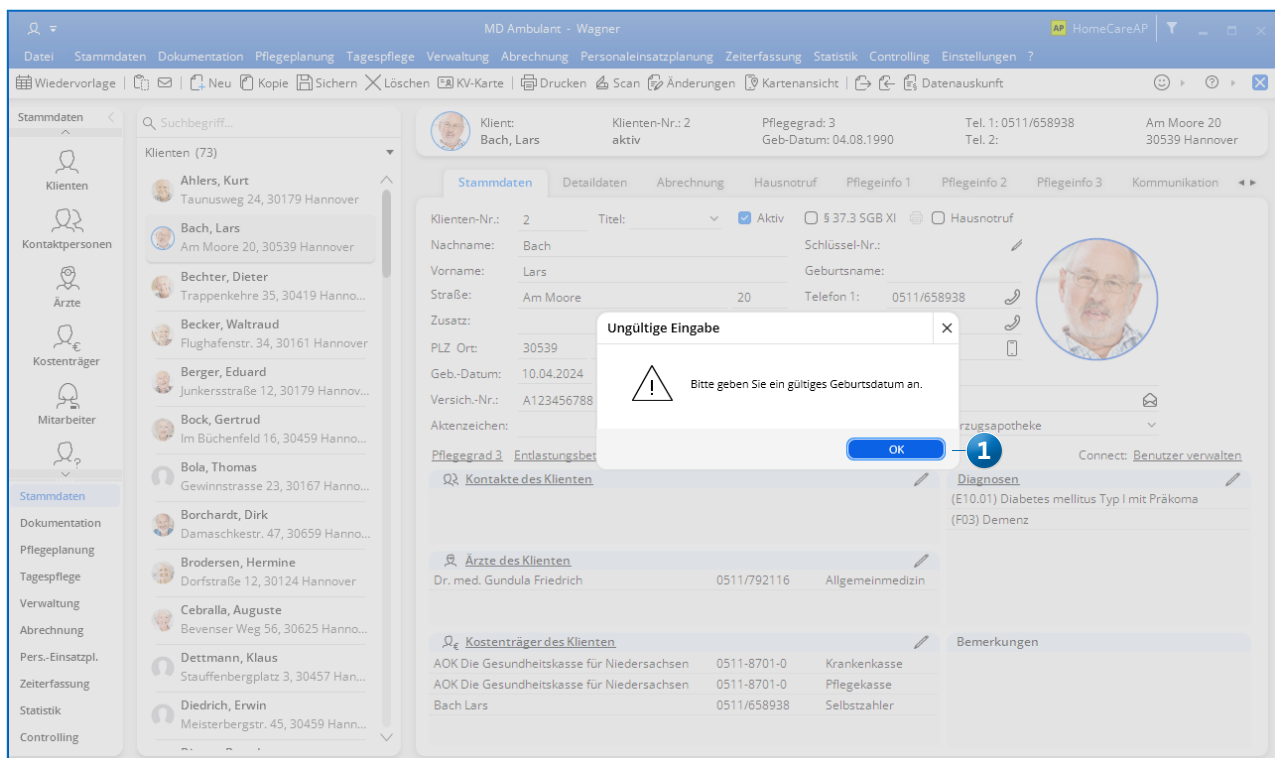 MD Ambulant - Wagner
AP HomeCareAP
Datei Stammdaten Dokumentation Pflegeplanung Tagespflege Verwaltung Abrechnung Personaleinsatzplanung Zeiterfassung Statistik Controlling Einstellungen ?
Wiedervorlage Neu Kopie Sichern Löschen KV-Karte Drucken Scan Änderungen Kartenansicht Datenauskunft
Stammdaten
Klienten
Kontaktpersonen
Ärzte
Kostenträger
Mitarbeiter
Stammdaten
Dokumentation
Pflegeplanung
Tagespflege
Verwaltung
Abrechnung
Pers.-Einsatzpl.
Zeiterfassung
Statistik
Controlling
Suchbegriff...
Klienten (73)
Ahlers, Kurt
Taunusweg 24, 30179 Hannover
Bach, Lars
Am Moore 20, 30539 Hannover
Bechter, Dieter
Trappenkehre 35, 30419 Hanno...
Becker, Waltraud
Flughafenstr. 34, 30161 Hannover
Berger, Eduard
Junkersstraße 12, 30179 Hannov...
Bock, Gertrud
Im Büchenfeld 16, 30459 Hanno...
Bola, Thomas
Gewinnstrasse 23, 30167 Hanno...
Borchardt, Dirk
Damaschkestr. 47, 30659 Hanno...
Brodersen, Hermine
Dorfstraße 12, 30124 Hannover
Cebralla, Auguste
Bevenser Weg 56, 30625 Hanno...
Dettmann, Klaus
Stauffenbergplatz 3, 30457 Han...
Diedrich, Erwin
Meisterbergstr. 45, 30459 Hann...
Klient: Klienten-Nr.: 2 Pflegegrad: 3 Tel. 1: 0511/658938 Am Moore 20
Bach, Lars aktiv Geb-Datum: 04.08.1990 Tel. 2: 30539 Hannover
Stammdaten Detaildaten Abrechnung Hausnotruf Pflegeinfo 1 Pflegeinfo 2 Pflegeinfo 3 Kommunikation
Klienten-Nr.: 2 Titel: Aktiv § 37.3 SGB XI Hausnotruf
Nachname: Bach Schlüssel-Nr.:
Vorname: Lars Geburtsname:
Straße: Am Moore 20 Telefon 1: 0511/658938
Zusatz:
PLZ Ort: 30539
Geb.-Datum: 10.04.2024
Versich.-Nr.: A123456788
Aktenzeichen: rzugsapotheke
Ungültige Eingabe
Bitte geben Sie ein gültiges Geburtsdatum an.
OK
1
Pflegegrad 3 Entlastungsbet Connect: Benutzer verwalten
Kontakte des Klienten
Ärzte des Klienten
Dr. med. Gundula Friedrich 0511/792116 Allgemeinmedizin
Kostenträger des Klienten
AOK Die Gesundheitskasse für Niedersachsen 0511-8701-0 Krankenkasse
AOK Die Gesundheitskasse für Niedersachsen 0511-8701-0 Pflegekasse
Bach Lars 0511/658938 Selbstzahler
Diagnosen
(E10.01) Diabetes mellitus Typ I mit Präkoma
(F03) Demenz
Bemerkungen